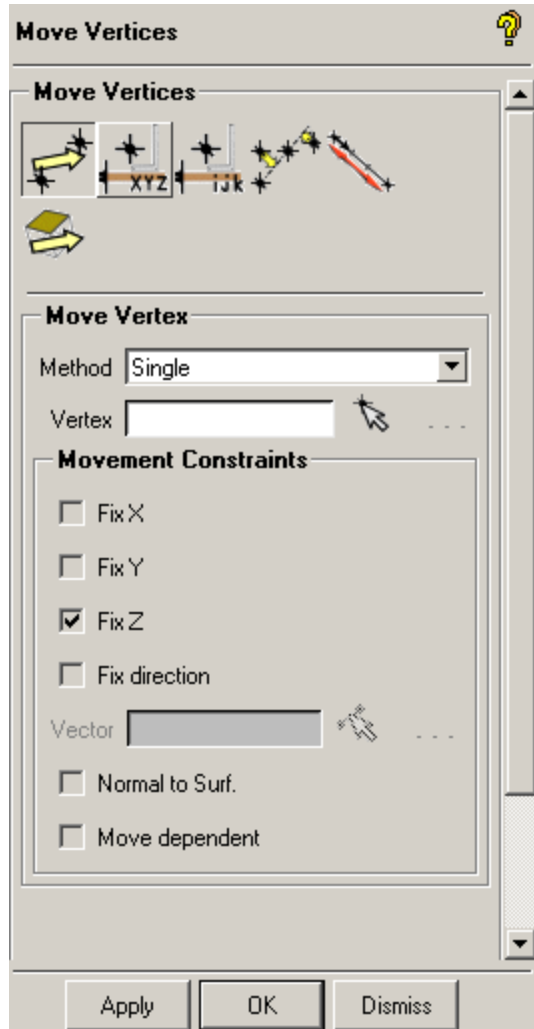 Move Vertices
Move Vertices
XYZ
ijk
Move Vertex
Method Single
Vertex
...
Movement Constraints
Fix X
Fix Y
Fix Z
Fix direction
Vector
...
Normal to Surf.
Move dependent
Apply OK Dismiss